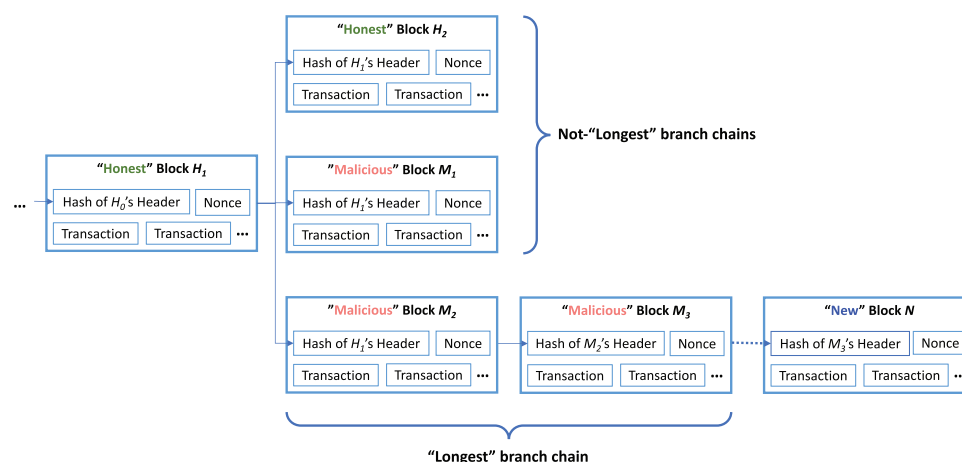 “Honest” Block H2
Hash of H1’s Header Nonce
Transaction Transaction ...
Not-“Longest” branch chains
“Honest” Block H1
... Hash of H0’s Header Nonce
Transaction Transaction ...
”Malicious” Block M1
Hash of H1’s Header Nonce
Transaction Transaction ...
”Malicious” Block M2
Hash of H1’s Header Nonce
Transaction Transaction ...
“Malicious” Block M3
Hash of M2’s Header Nonce
Transaction Transaction ...
“New” Block N
Hash of M3’s Header Nonce
Transaction Transaction ...
“Longest” branch chain